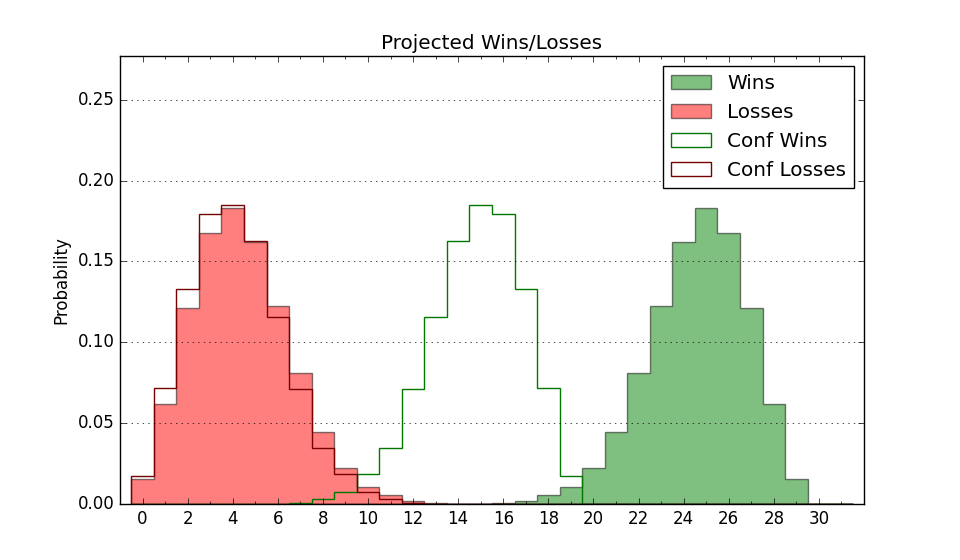 Projected Wins/Losses
Wins
Losses
Conf Wins
Conf Losses
Probability
0.25
0.20
0.15
0.10
0.05
0.00
0 2 4 6 8 10 12 14 16 18 20 22 24 26 28 30